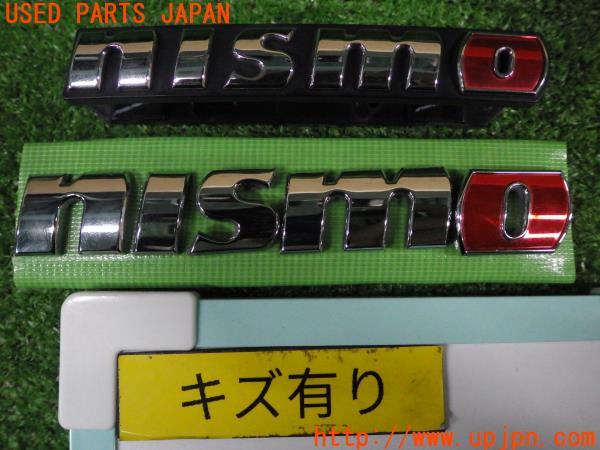 USED PARTS JAPAN
nismo
nismo
キズ有り
http://www.upjpn.com